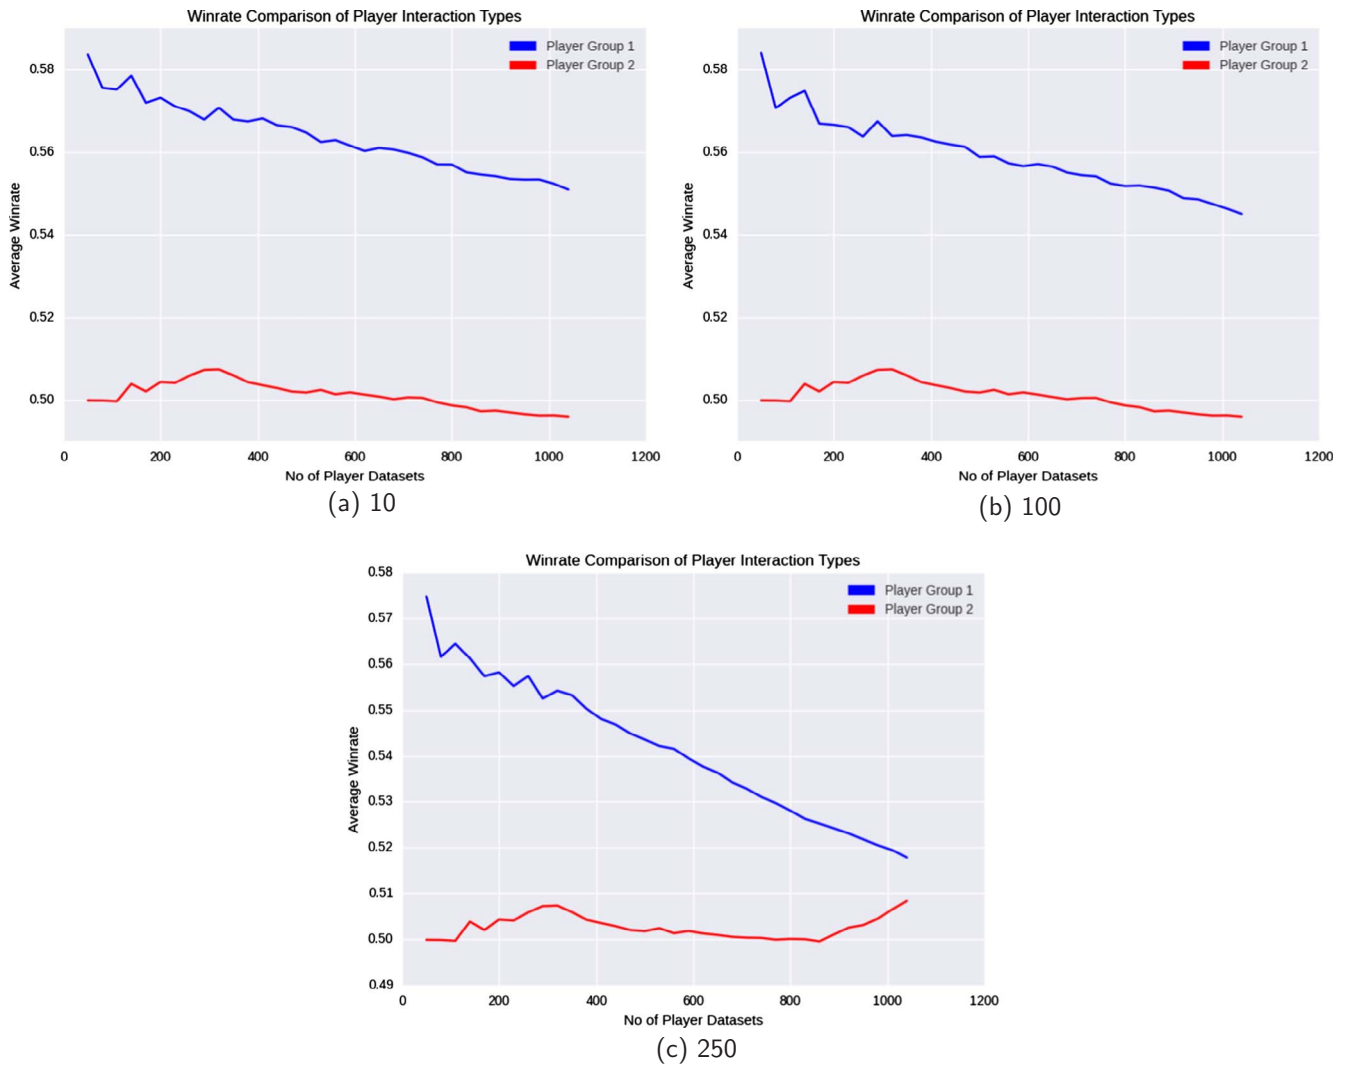 Winrate Comparison of Player Interaction Types
Player Group 1
Player Group 2
0.58
0.56
0.54
0.52
0.50
Average Winrate
0 200 400 600 800 1000 1200
No of Player Datasets
(a) 10
Winrate Comparison of Player Interaction Types
Player Group 1
Player Group 2
0.58
0.56
0.54
0.52
0.50
Average Winrate
0 200 400 600 800 1000 1200
No of Player Datasets
(b) 100
Winrate Comparison of Player Interaction Types
Player Group 1
Player Group 2
0.58
0.57
0.56
0.55
0.54
0.53
0.52
0.51
0.50
0.49
Average Winrate
0 200 400 600 800 1000 1200
No of Player Datasets
(c) 250